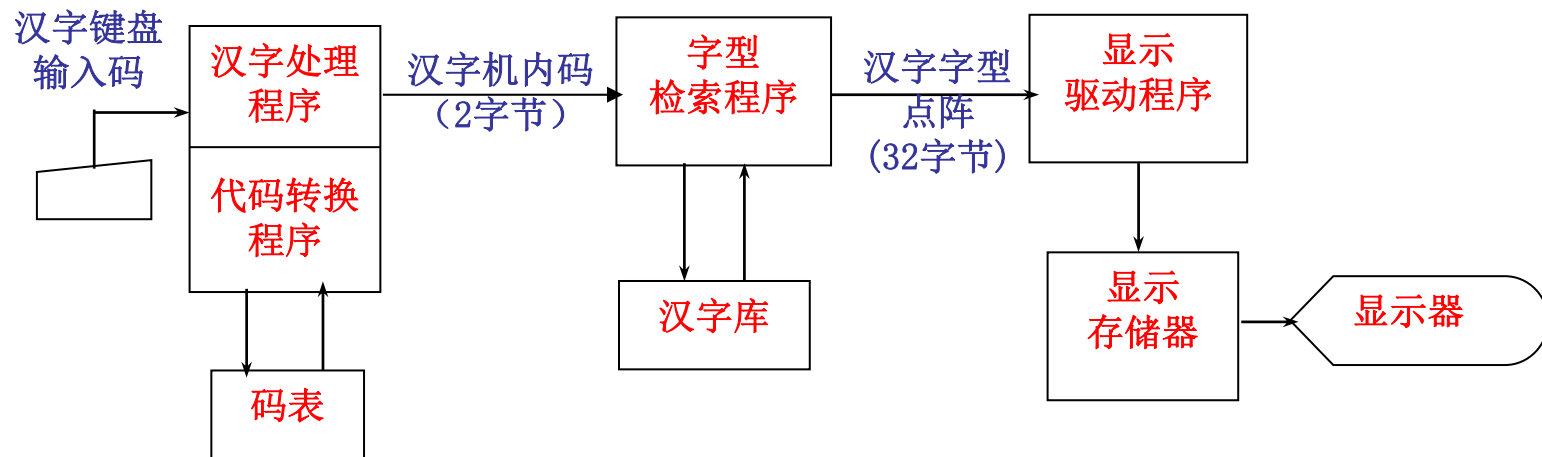 汉字键盘
输入码
汉字处理
程序
代码转换
程序
码表
汉字机内码
（2字节）
字型
检索程序
汉字库
汉字字型
点阵
(32字节)
显示
驱动程序
显示
存储器
显示器